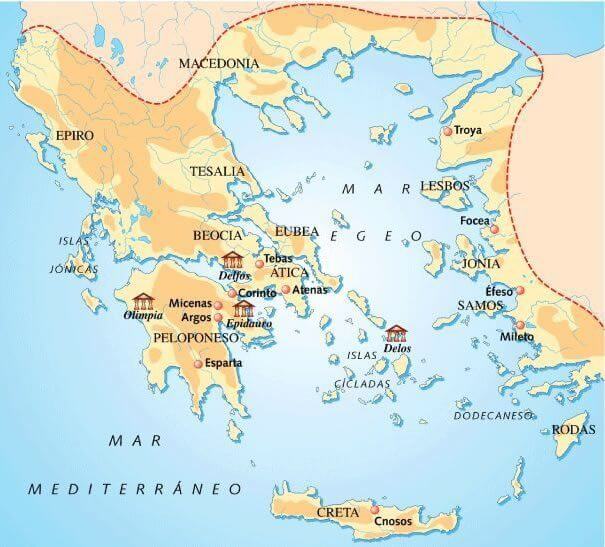 MACEDONIA
Troya
EPIRO
TESALIA
MAR
LESBOS
EGEO
Focea
BEOCIA
EUBEA
ISLAS
JÓNICAS
Tebas
Delfos
ÁTICA
JONIA
Corinto
Atenas
Éfeso
Olimpia
Micenas
Argos
Epidauro
SAMOS
Mileto
PELOPONESO
Delos
ISLAS
CÍCLADAS
Esparta
DODECANESO
RODAS
MAR
MEDITERRÁNEO
CRETA
Cnosos